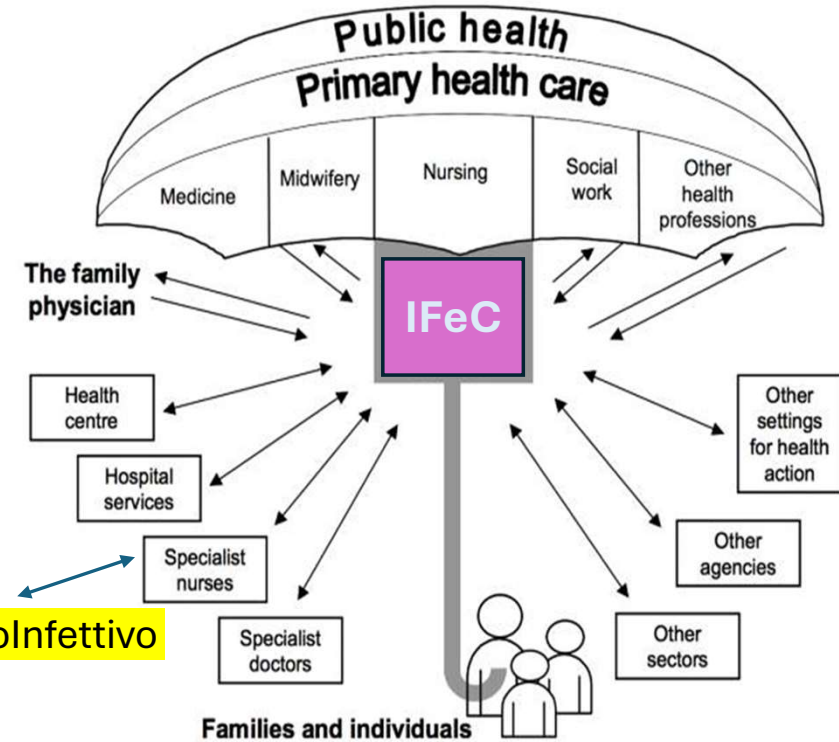 Public health
Primary health care
Medicine
Midwifery
Nursing
Social
work
Other
health
professions
The family
physician
IFeC
Health
centre
Hospital
services
Specialist
nurses
oInfettivo
Specialist
doctors
Other
settings
for health
action
Other
agencies
Other
sectors
Families and individuals